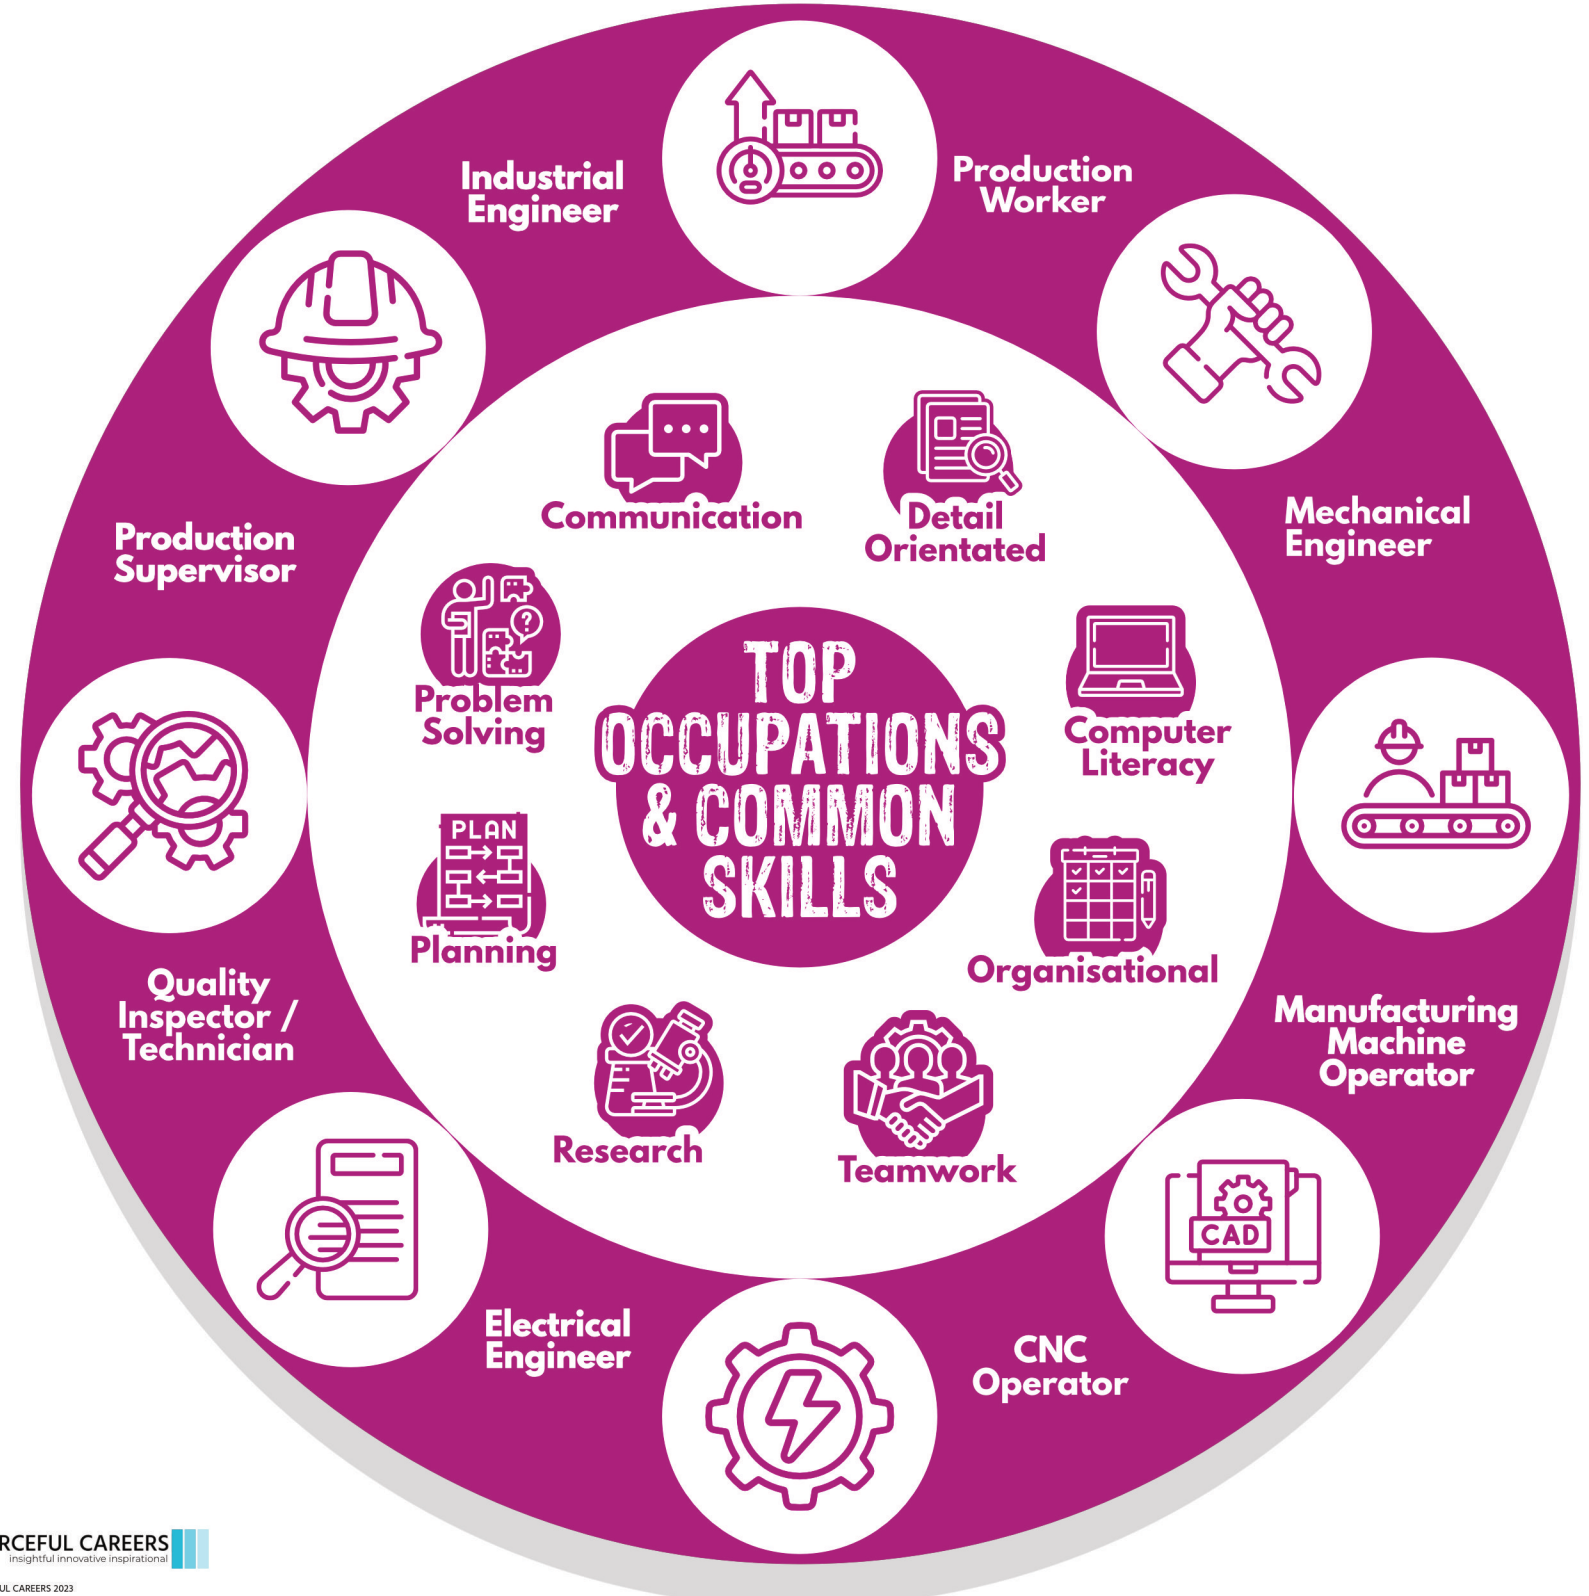 Industrial
Engineer
Production
Worker
Mechanical
Engineer
Manufacturing
Machine
Operator
CNC
Operator
Electrical
Engineer
Quality
Inspector /
Technician
Production
Supervisor
Communication
Detail
Orientated
Computer
Literacy
Organisational
Teamwork
Research
Planning
Problem
Solving
TOP
OCCUPATIONS
& COMMON
SKILLS
PLAN
?
CAD
RCEFUL CAREERS
insightful innovative inspirational
UL CAREERS 2023